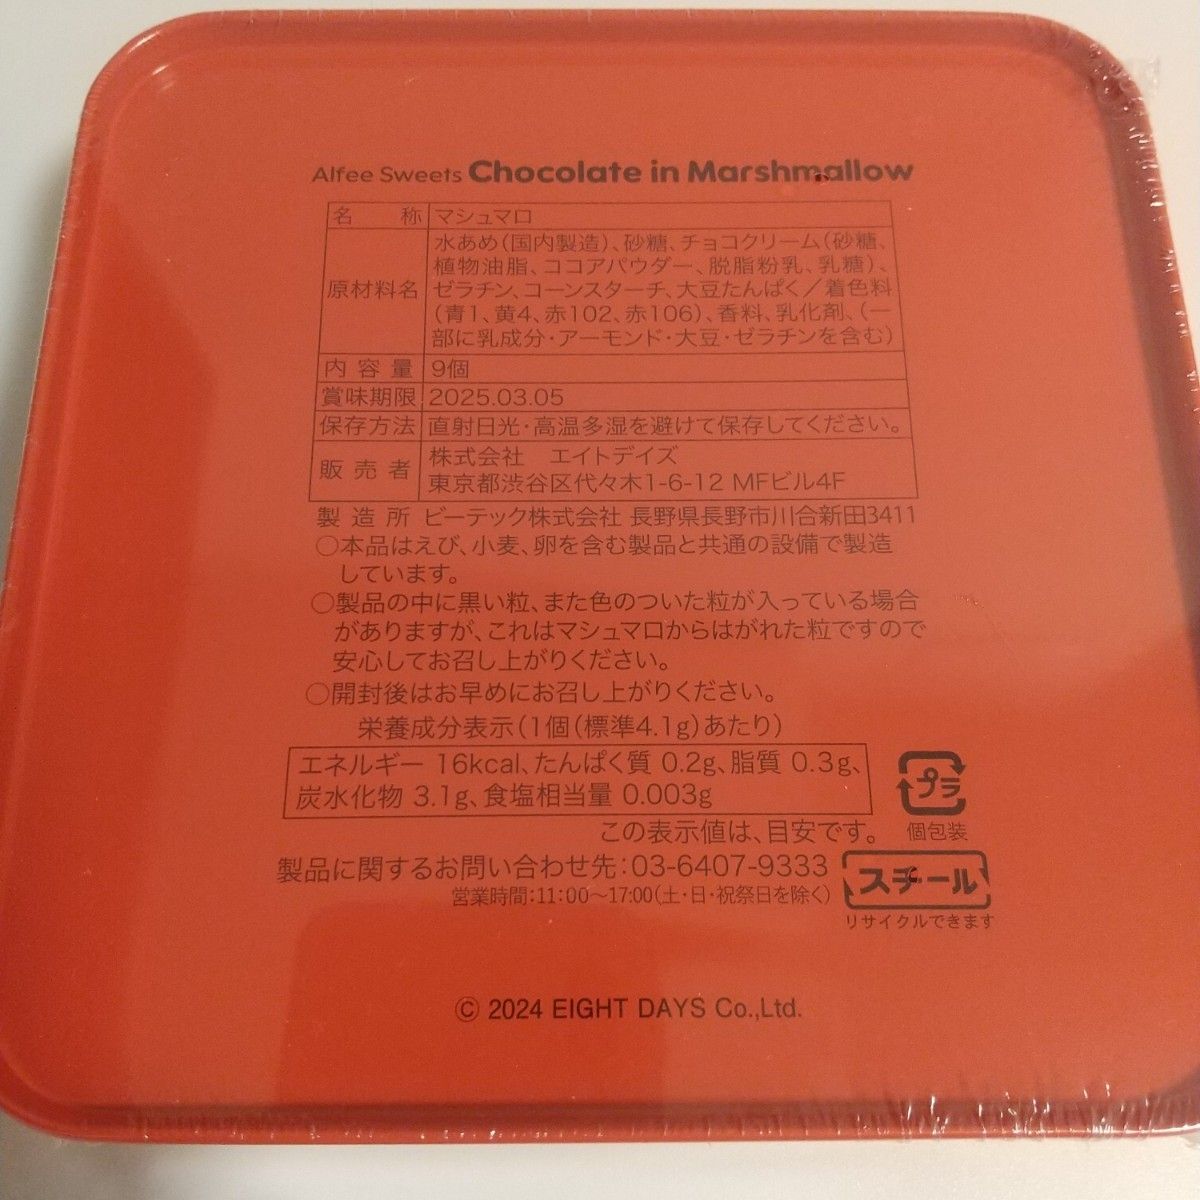 Alfee Sweets Chocolate in Marshmallow
名称 マシュマロ
原材料名 水あめ(国内製造)、砂糖、チョコクリーム(砂糖、
植物油脂、ココアパウダー、脱脂粉乳、乳糖)、
ゼラチン、コーンスターチ、大豆たんぱく／着色料
(青1、黄4、赤102、赤106)、香料、乳化剤、(一
部に乳成分・アーモンド・大豆・ゼラチンを含む)
内容量 9個
賞味期限 2025.03.05
保存方法 直射日光・高温多湿を避けて保存してください。
販売者 株式会社　エイトデイズ
東京都渋谷区代々木1-6-12 MFビル4F
製造所 ビーテック株式会社 長野県長野市川合新田3411
○本品はえび、小麦、卵を含む製品と共通の設備で製造
しています。
○製品の中に黒い粒、また色のついた粒が入っている場合
がありますが、これはマシュマロからはがれた粒ですので
安心してお召し上がりください。
○開封後はお早めにお召し上がりください。
栄養成分表示(1個(標準4.1g)あたり)
エネルギー 16kcal、たんぱく質 0.2g、脂質 0.3g、
炭水化物 3.1g、食塩相当量 0.003g
この表示値は、目安です。
プラ
個包装
製品に関するお問い合わせ先：03-6407-9333
営業時間：11：00～17:00(土・日・祝祭日を除く)
スチール
リサイクルできます
© 2024 EIGHT DAYS Co.,Ltd.